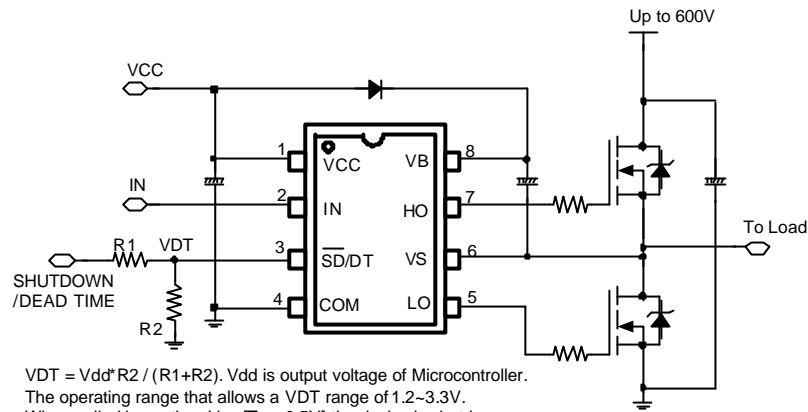 Up to 600V
VCC
1 VCC VB 8
IN
2 IN HO 7
R1 VDT 3 SD/DT VS 6 To Load
SHUTDOWN
/DEAD TIME
4 COM LO 5
R2
VDT = Vdd*R2 / (R1+R2). Vdd is output voltage of Microcontroller.
The operating range that allows a VDT range of 1.2~3.3V.